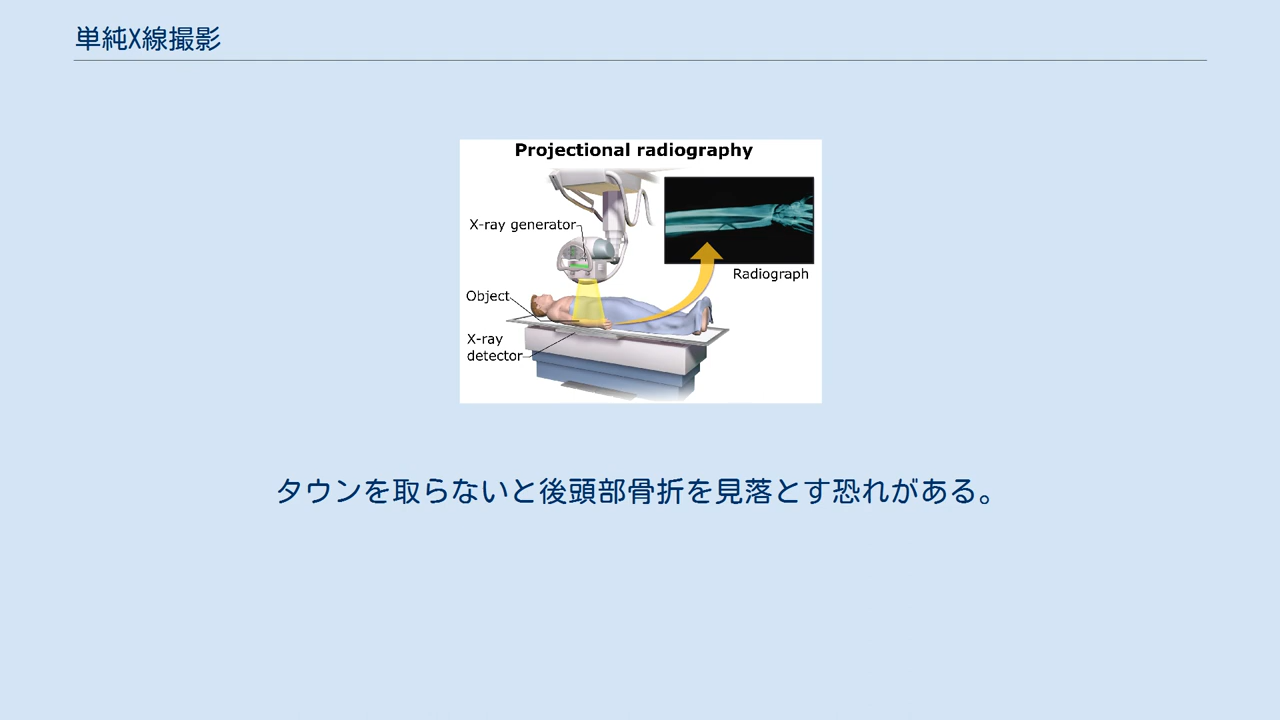 単純X線撮影
Projectional radiography
X-ray generator
Radiograph
Object
X-ray
detector
タウンを取らないと後頭部骨折を見落とす恐れがある。